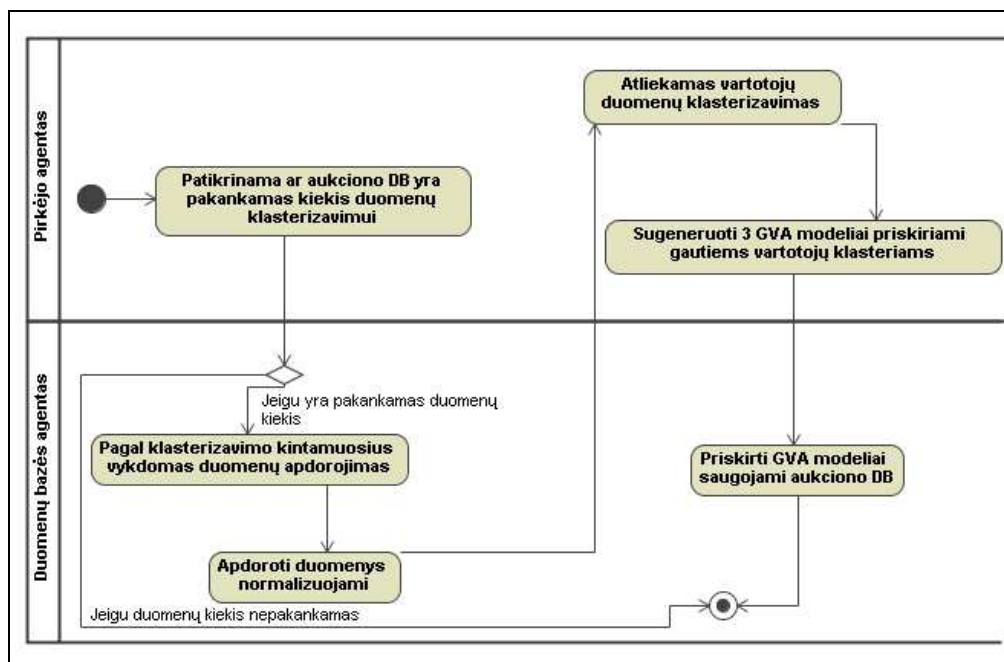 Pirkėjo agentas
Patikrinama ar aukciono DB yra
pakankamas kiekis duomenų
klasterizavimui
Atliekamas vartotojų
duomenų klasterizavimas
Sugeneruoti 3 GVA modeliai priskiriami
gautiems vartotojų klasteriams
Duomenų bazės agentas
Jeigu yra pakankamas duomenų
kiekis
Pagal klasterizavimo kintamuosius
vykdomas duomenų apdorojimas
Apdoroti duomenys
normalizuojami
Jeigu duomenų kiekis nepakankamas
Priskirti GVA modeliai
saugojami aukciono DB